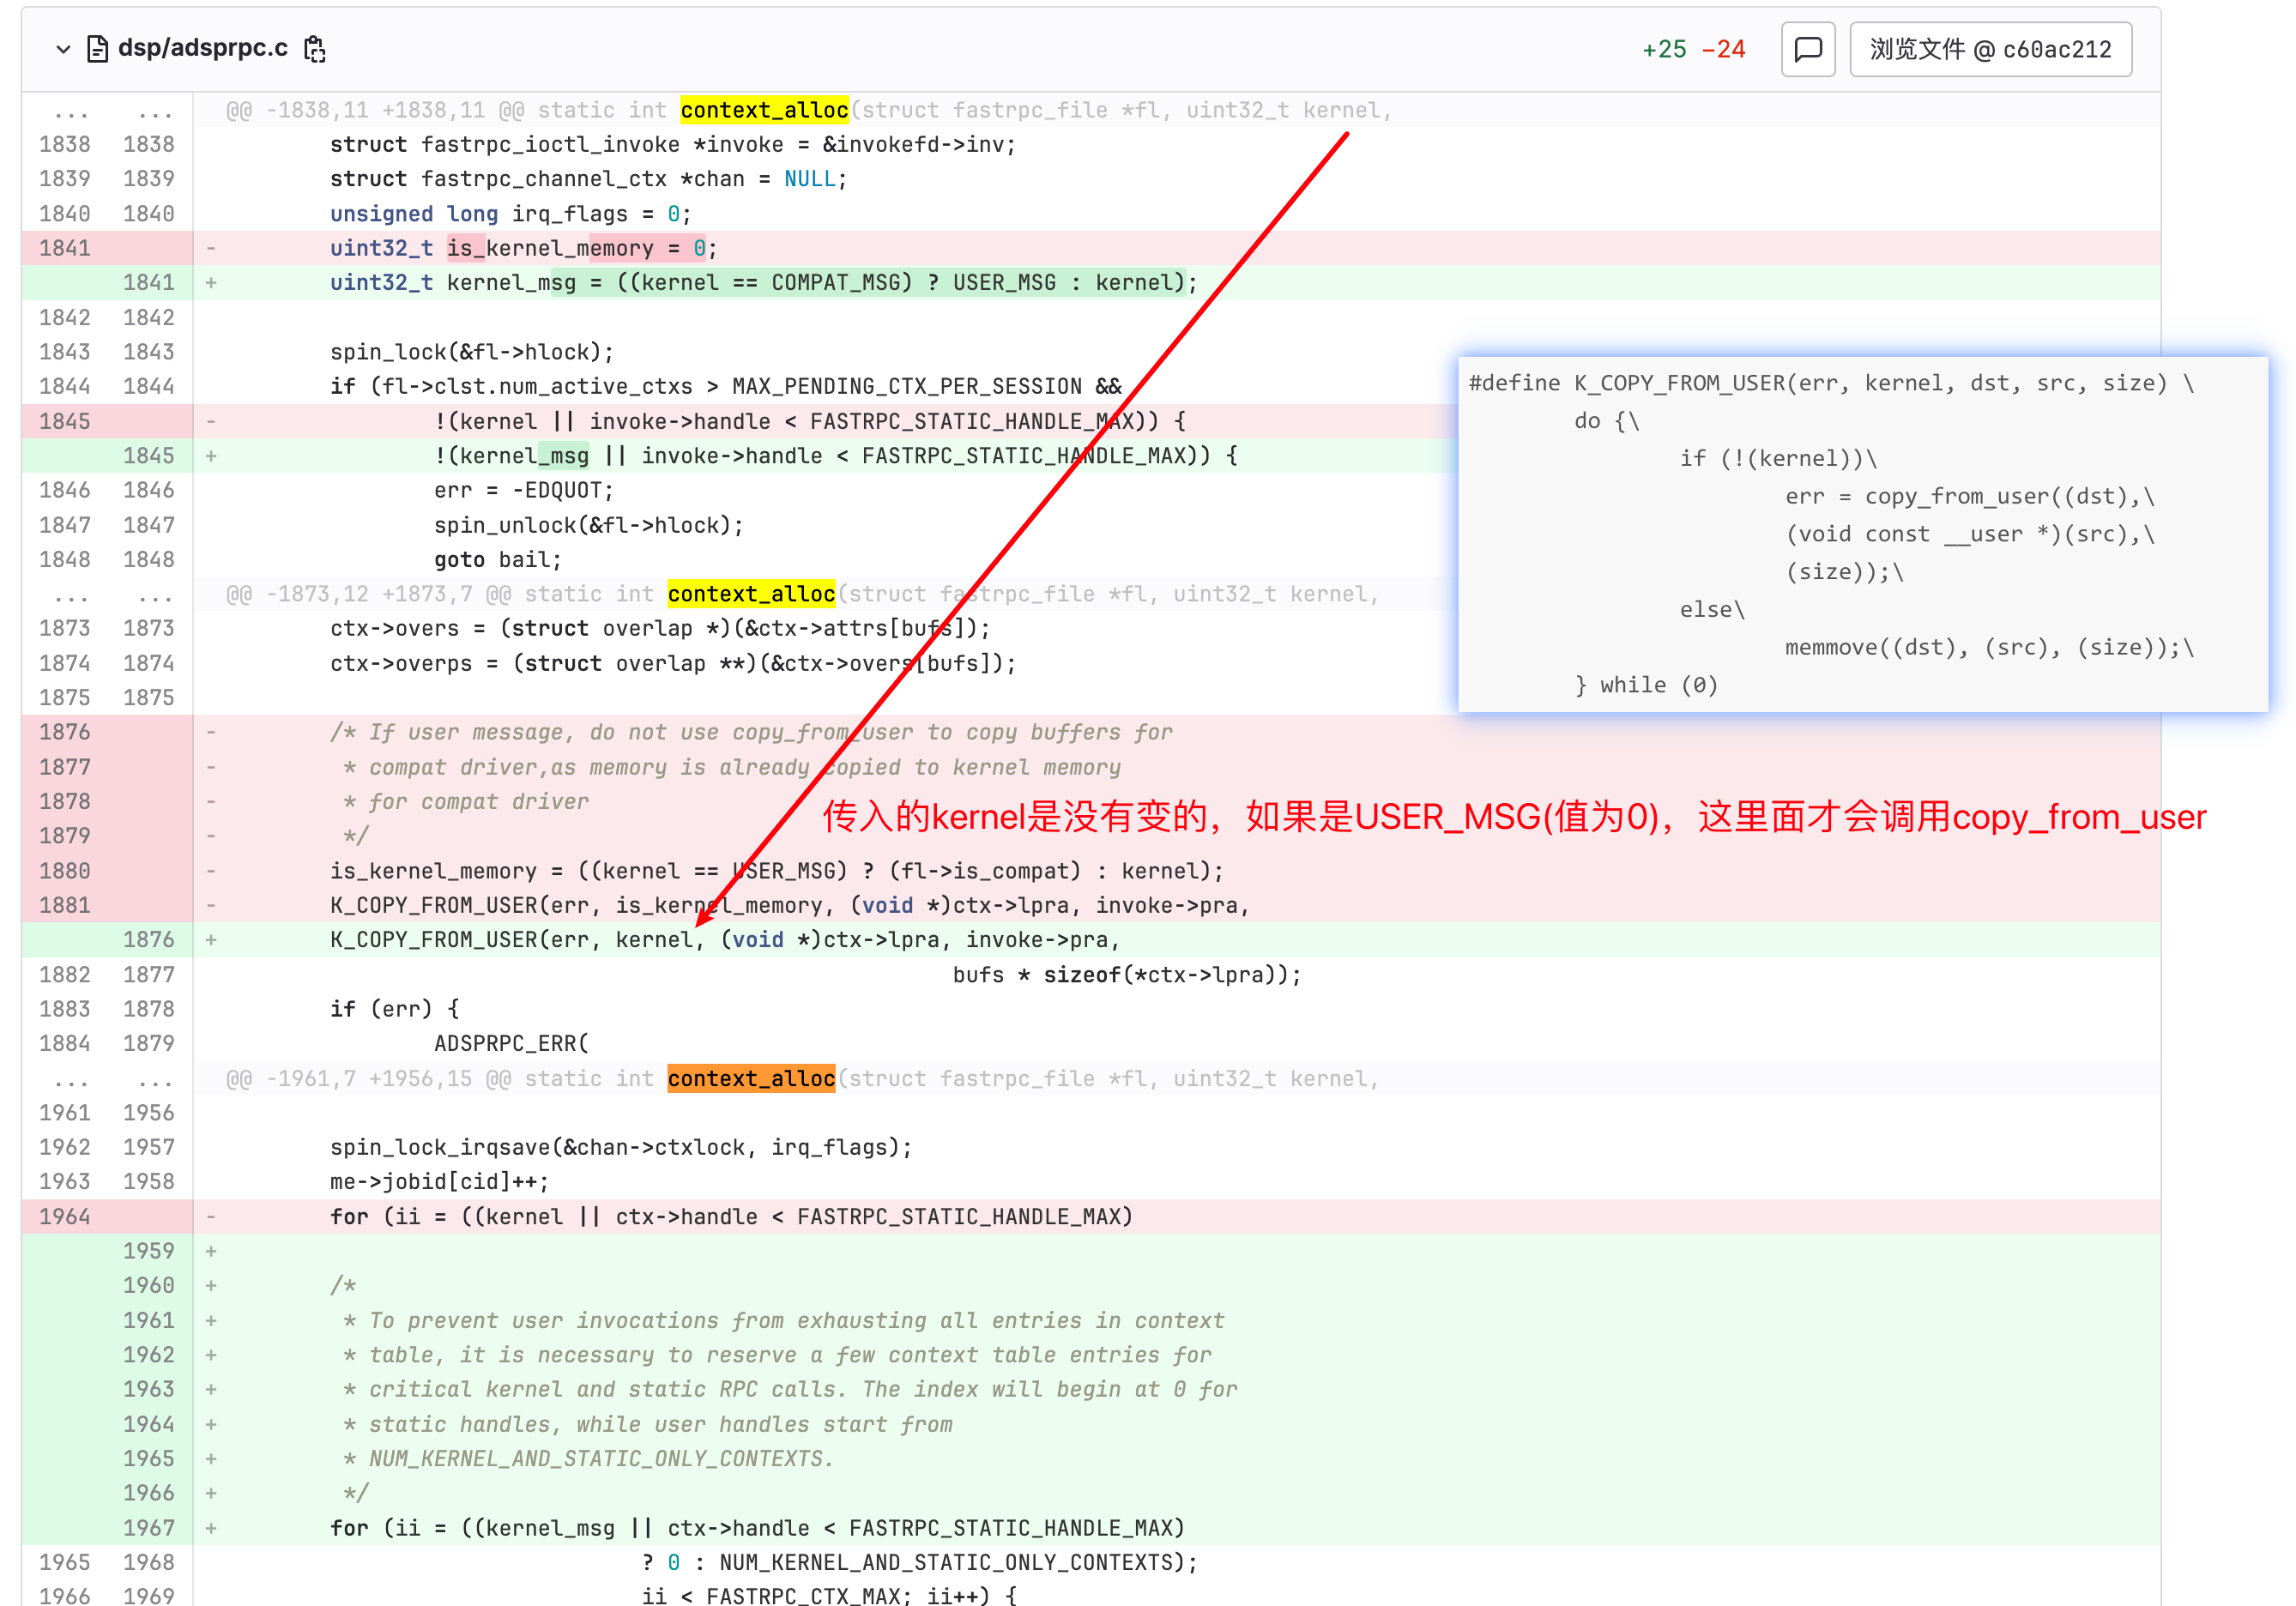 dsp/adsprpc.c +25 -24 浏览文件 @ c60ac212
... ... @@ -1838,11 +1838,11 @@ static int context_alloc(struct fastrpc_file *fl, uint32_t kernel,
1838 1838 struct fastrpc_ioctl_invoke *invoke = &invokefd->inv;
1839 1839 struct fastrpc_channel_ctx *chan = NULL;
1840 1840 unsigned long irq_flags = 0;
1841 - uint32_t is_kernel_memory = 0;
1841 + uint32_t kernel_msg = ((kernel == COMPAT_MSG) ? USER_MSG : kernel);
1842 1842
1843 1843 spin_lock(&fl->hlock);
1844 1844 if (fl->clst.num_active_ctxs > MAX_PENDING_CTX_PER_SESSION &&
1845 - !(kernel || invoke->handle < FASTRPC_STATIC_HANDLE_MAX)) {
1845 + !(kernel_msg || invoke->handle < FASTRPC_STATIC_HANDLE_MAX)) {
1846 1846 err = -EDQUOT;
1847 1847 spin_unlock(&fl->hlock);
1848 1848 goto bail;
... ... @@ -1873,12 +1873,7 @@ static int context_alloc(struct fastrpc_file *fl, uint32_t kernel,
1873 1873 ctx->overs = (struct overlap *)(&ctx->attrs[bufs]);
1874 1874 ctx->overps = (struct overlap **)(&ctx->overs[bufs]);
1875 1875
1876 - /* If user message, do not use copy_from_user to copy buffers for
1877 - * compat driver,as memory is already copied to kernel memory
1878 - * for compat driver
1879 - */
1880 - is_kernel_memory = ((kernel == USER_MSG) ? (fl->is_compat) : kernel);
1881 - K_COPY_FROM_USER(err, is_kernel_memory, (void *)ctx->lpra, invoke->pra,
1876 + K_COPY_FROM_USER(err, kernel, (void *)ctx->lpra, invoke->pra,
1882 1877 bufs * sizeof(*ctx->lpra));
1883 1878 if (err) {
1884 1879 ADSPRPC_ERR(
... ... @@ -1961,7 +1956,15 @@ static int context_alloc(struct fastrpc_file *fl, uint32_t kernel,
1961 1956
1962 1957 spin_lock_irqsave(&chan->ctxlock, irq_flags);
1963 1958 me->jobid[cid]++;
1964 - for (ii = ((kernel || ctx->handle < FASTRPC_STATIC_HANDLE_MAX)
1959 +
1960 + /*
1961 + * To prevent user invocations from exhausting all entries in context
1962 + * table, it is necessary to reserve a few context table entries for
1963 + * critical kernel and static RPC calls. The index will begin at 0 for
1964 + * static handles, while user handles start from
1965 + * NUM_KERNEL_AND_STATIC_ONLY_CONTEXTS.
1966 + */
1967 + for (ii = ((kernel_msg || ctx->handle < FASTRPC_STATIC_HANDLE_MAX)
1965 1968 ? 0 : NUM_KERNEL_AND_STATIC_ONLY_CONTEXTS);
1966 1969 ii < FASTRPC_CTX_MAX; ii++) {
#define K_COPY_FROM_USER(err, kernel, dst, src, size) \
do {\
if (!(kernel))\
err = copy_from_user((dst),\
(void const __user *)(src),\
(size));\
else\
memmove((dst), (src), (size));\
} while (0)
传入的kernel是没有变的，如果是USER_MSG(值为0)，这里面才会调用copy_from_user